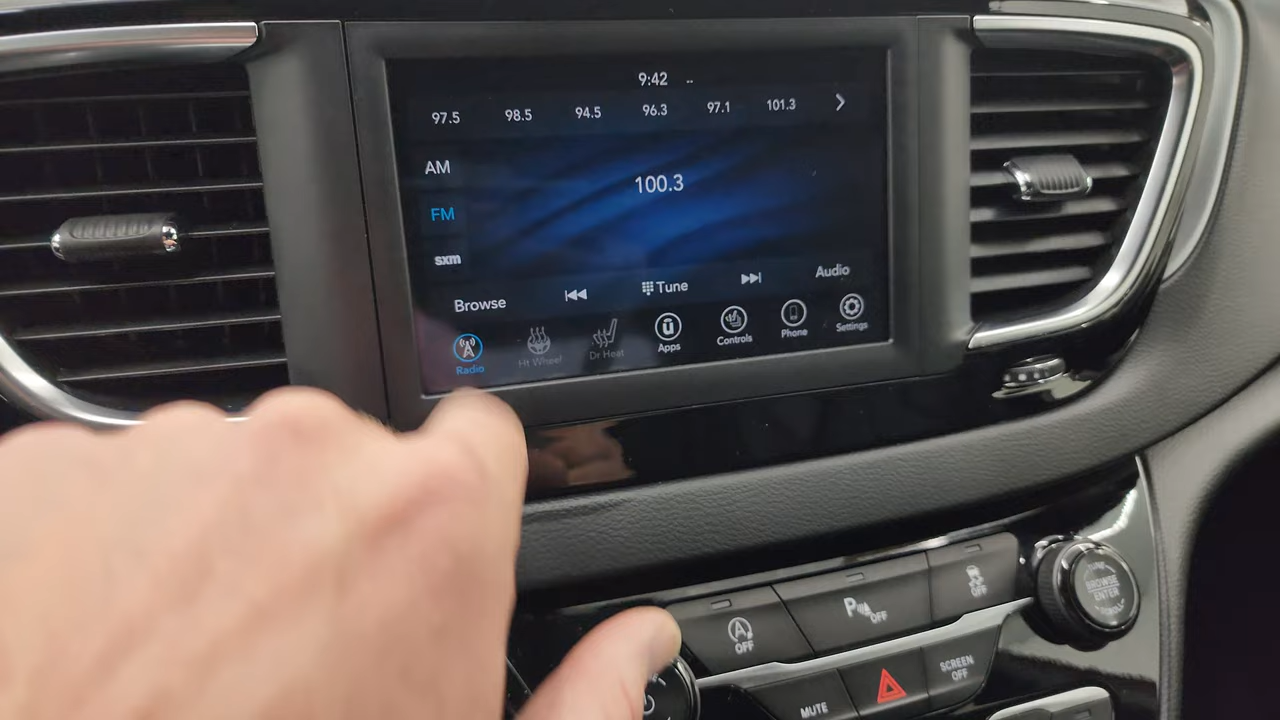 9:42 --
97.5 98.5 94.5 96.3 97.1 101.3
AM
100.3
FM
sxm
Browse Tune Audio
Radio Ht Wheel Dr Heat Apps Controls Phone Settings
A OFF
P OFF
OFF
BROWSE
ENTER
SCROLL
MUTE
SCREEN
OFF